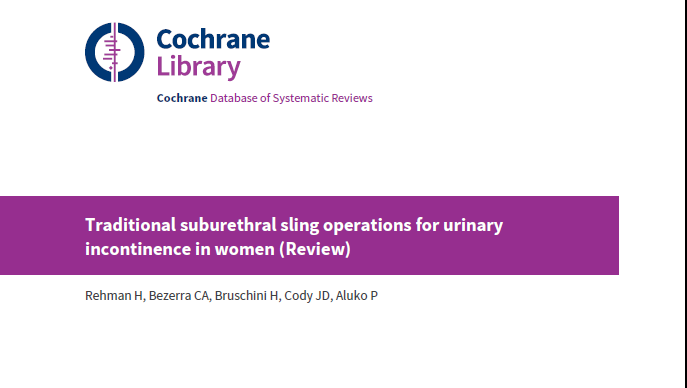 Cochrane
Library
Cochrane Database of Systematic Reviews
Traditional suburethral sling operations for urinary
incontinence in women (Review)
Rehman H, Bezerra CA, Bruschini H, Cody JD, Aluko P